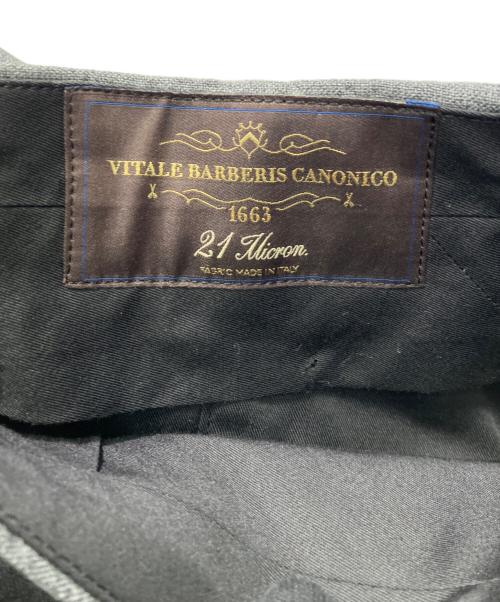 VITALE BARBERIS CANONICO
1663
21 Micron.
FABRIC MADE IN ITALY